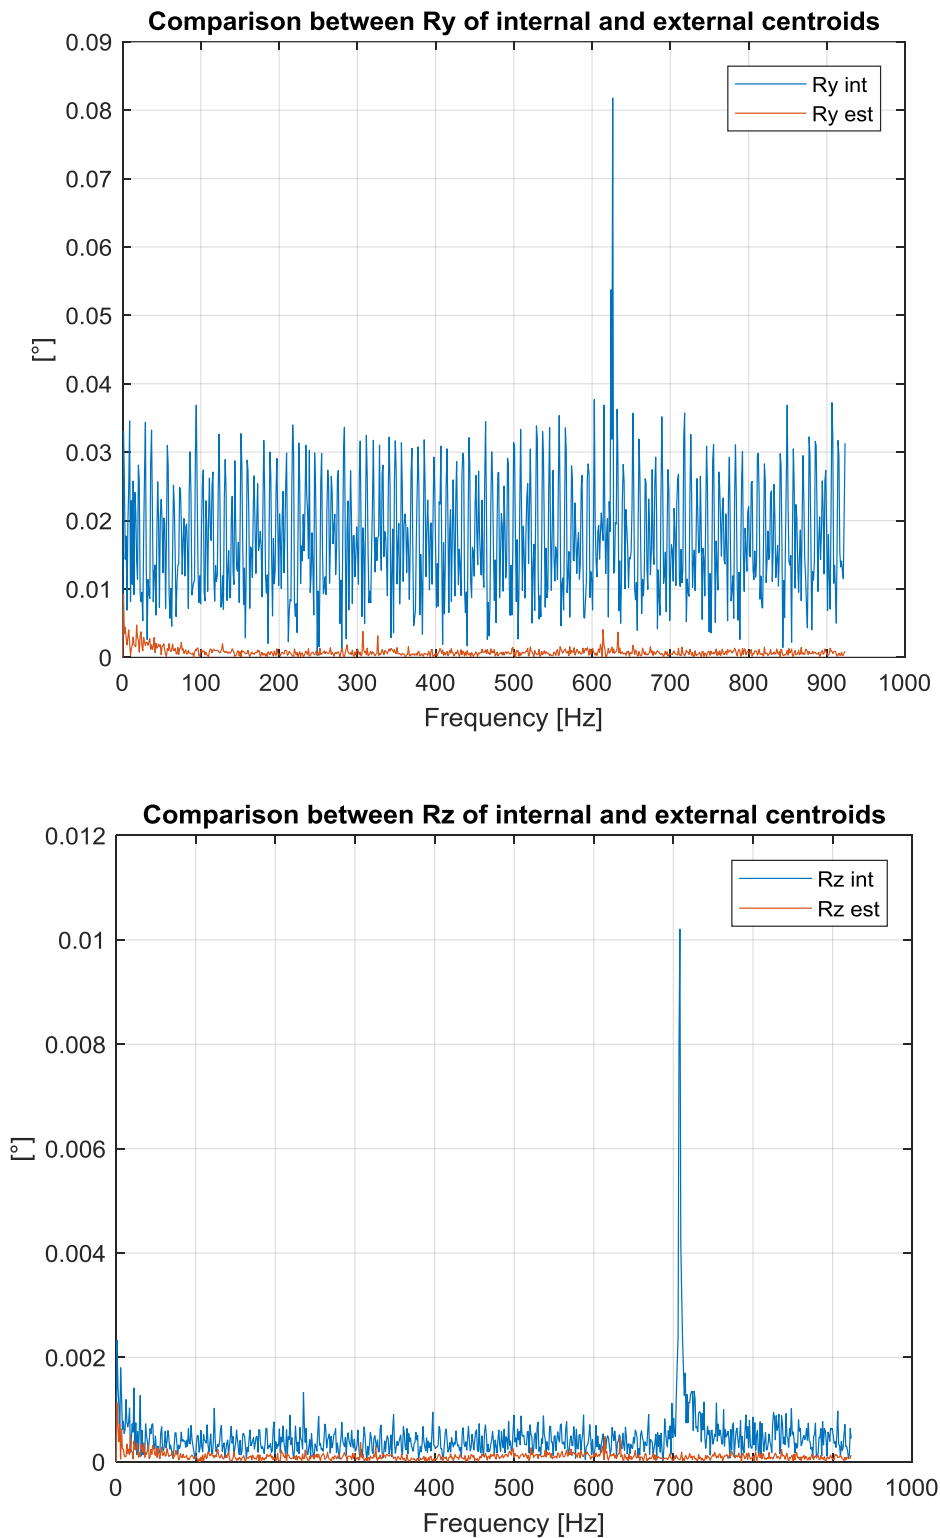 Comparison between Ry of internal and external centroids
0.09
0.08
0.07
0.06
0.05
0.04
0.03
0.02
0.01
0
[°]
Ry int
Ry est
0 100 200 300 400 500 600 700 800 900 1000
Frequency [Hz]
Comparison between Rz of internal and external centroids
0.012
0.01
0.008
0.006
0.004
0.002
0
[°]
Rz int
Rz est
0 100 200 300 400 500 600 700 800 900 1000
Frequency [Hz]